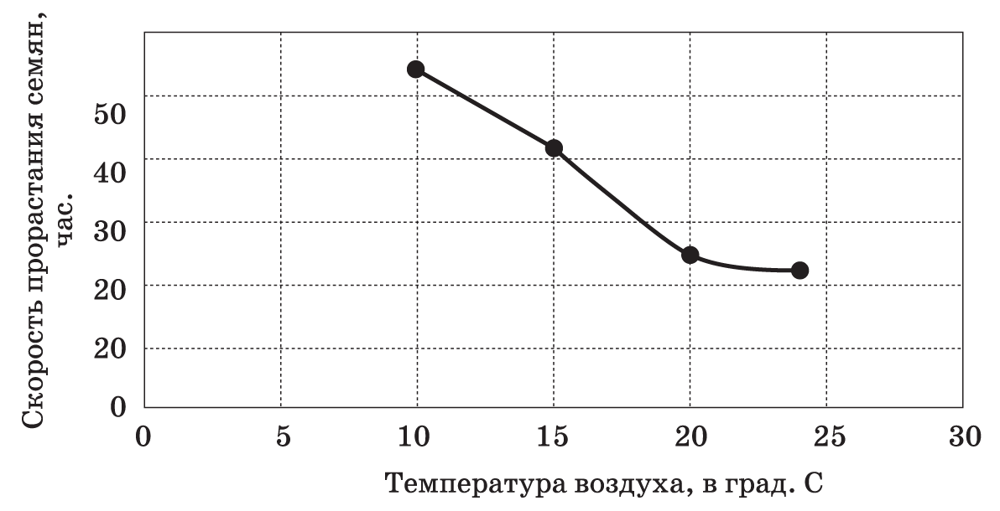 Скорость прорастания семян,
час.
50
40
30
20
20
0
0 5 10 15 20 25 30
Температура воздуха, в град. С